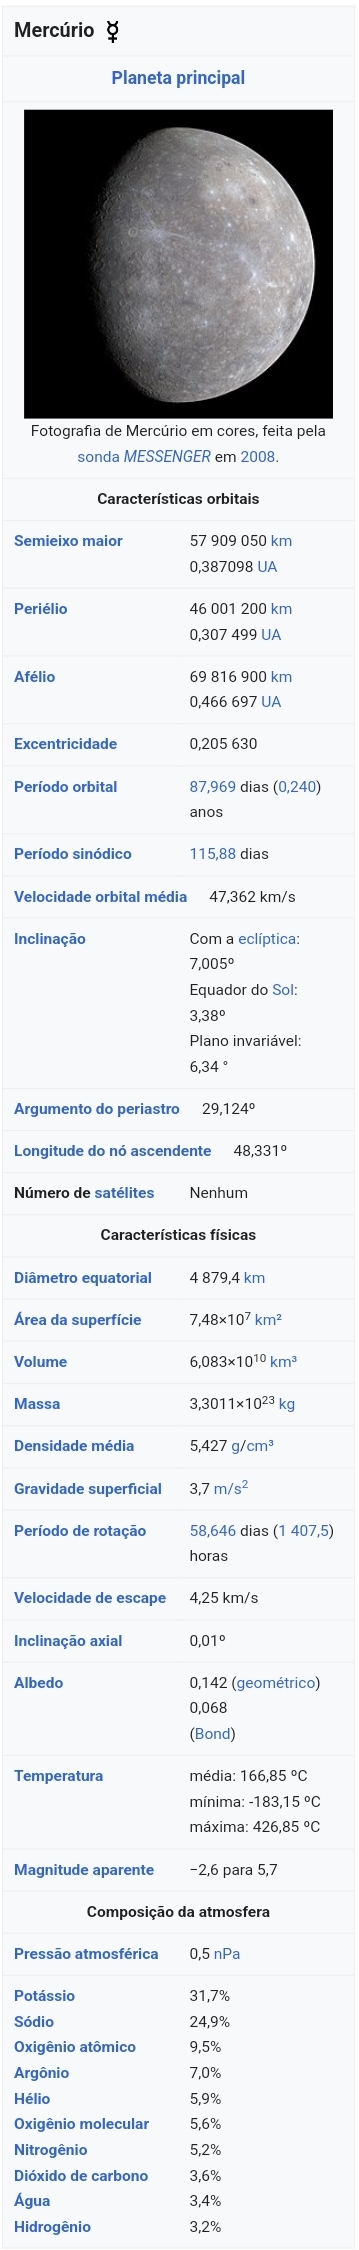 Mercúrio ☿
Planeta principal
Fotografia de Mercúrio em cores, feita pela
sonda MESSENGER em 2008.
Características orbitais
Semieixo maior 57 909 050 km
0,387098 UA
Periélio 46 001 200 km
0,307 499 UA
Afélio 69 816 900 km
0,466 697 UA
Excentricidade 0,205 630
Período orbital 87,969 dias (0,240)
anos
Período sinódico 115,88 dias
Velocidade orbital média 47,362 km/s
Inclinação Com a eclíptica:
7,005º
Equador do Sol:
3,38º
Plano invariável:
6,34 °
Argumento do periastro 29,124º
Longitude do nó ascendente 48,331º
Número de satélites Nenhum
Características físicas
Diâmetro equatorial 4 879,4 km
Área da superfície 7,48×10⁷ km²
Volume 6,083×10¹⁰ km³
Massa 3,3011×10²³ kg
Densidade média 5,427 g/cm³
Gravidade superficial 3,7 m/s²
Período de rotação 58,646 dias (1 407,5)
horas
Velocidade de escape 4,25 km/s
Inclinação axial 0,01º
Albedo 0,142 (geométrico)
0,068
(Bond)
Temperatura média: 166,85 ºC
mínima: -183,15 ºC
máxima: 426,85 ºC
Magnitude aparente −2,6 para 5,7
Composição da atmosfera
Pressão atmosférica 0,5 nPa
Potássio 31,7%
Sódio 24,9%
Oxigênio atômico 9,5%
Argônio 7,0%
Hélio 5,9%
Oxigênio molecular 5,6%
Nitrogênio 5,2%
Dióxido de carbono 3,6%
Água 3,4%
Hidrogênio 3,2%